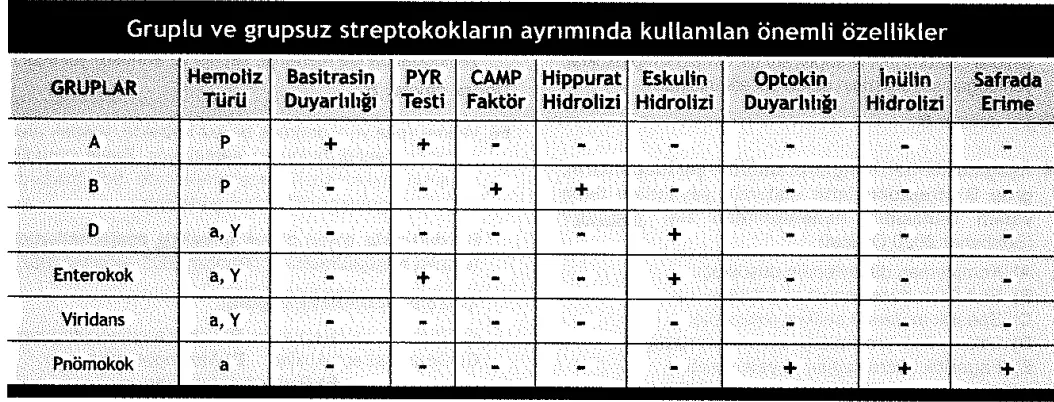 Gruplu ve grupsuz streptokokların ayrımında kullanılan önemli özellikler
GRUPLAR Hemoliz Türü Basitrasin Duyarlılığı PYR Testi CAMP Faktör Hippurat Hidrolizi Eskulin Hidrolizi Optokin Duyarlılığı İnülin Hidrolizi Safrada Erime
A P + + - - - - - -
B P - - + + - - - -
D a, Y - - - - + - - -
Enterokok a, Y - + - - + - - -
Viridans a, Y - - - - - - - -
Pnömokok a - - - - - + + +